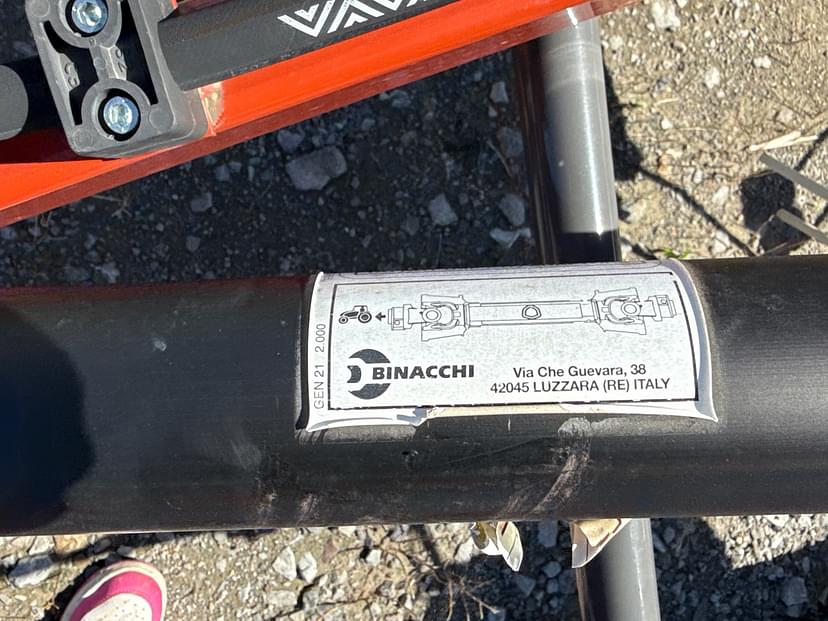 GEN 21 2.000
BINACCHI
Via Che Guevara, 38
42045 LUZZARA (RE) ITALY